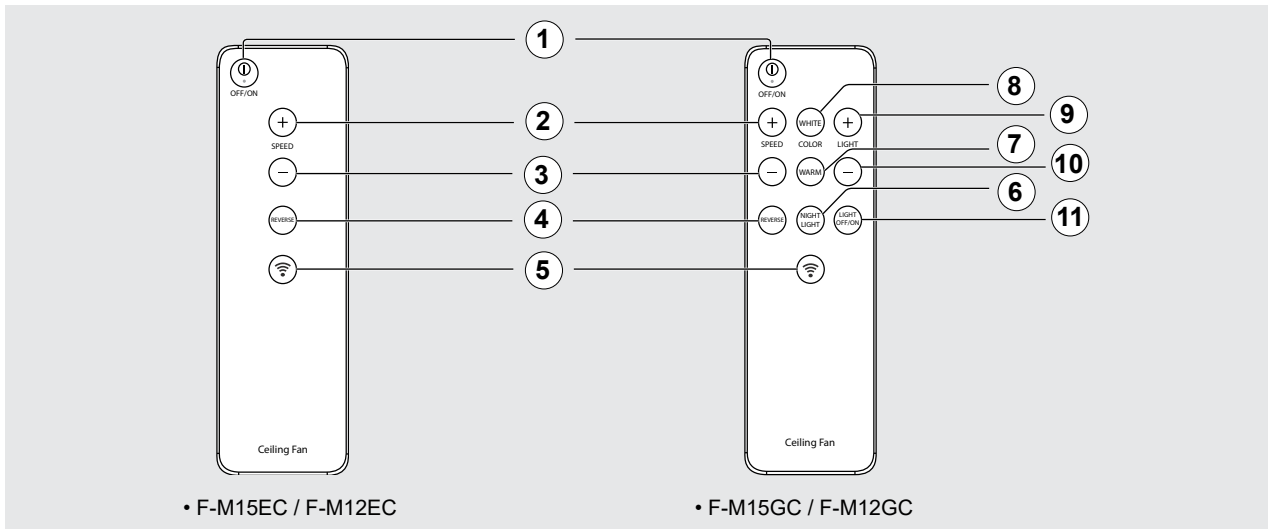 1
OFF/ON
OFF/ON
8
2
WHITE
9
SPEED
SPEED
COLOR
LIGHT
7
3
WARM
10
6
REVERSE
4
REVERSE
NIGHT
LIGHT
LIGHT
OFF/ON
11
5
Ceiling Fan
Ceiling Fan
• F-M15EC / F-M12EC
• F-M15GC / F-M12GC